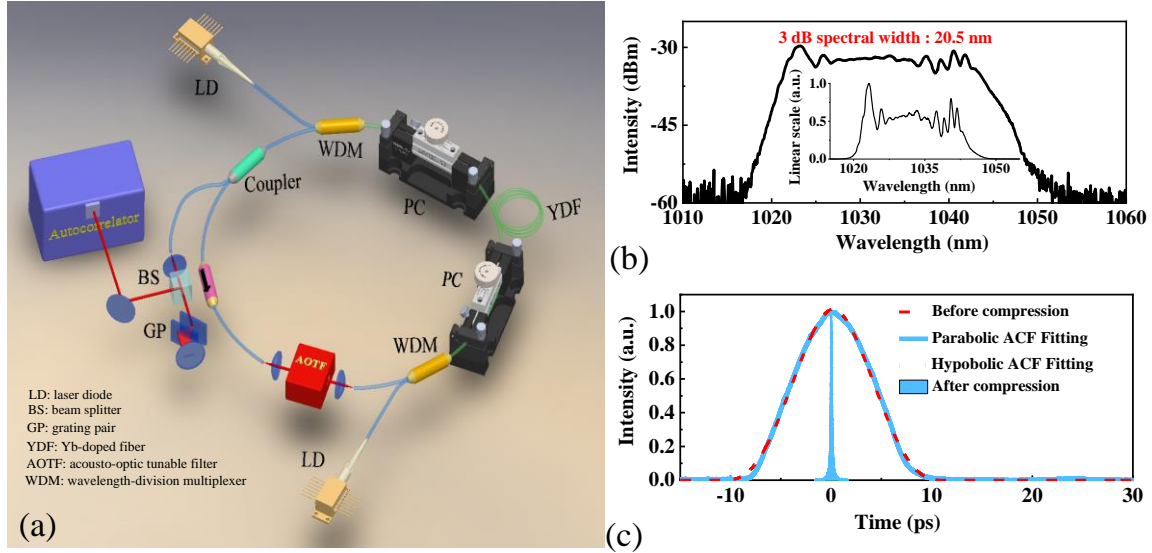 (a)
LD
WDM
Coupler
PC
YDF
Autocorrelator
BS
PC
GP
WDM
AOTF
LD: laser diode
BS: beam splitter
GP: grating pair
YDF: Yb-doped fiber
AOTF: acousto-optic tunable filter
WDM: wavelength-division multiplexer
LD
(a)
3 dB spectral width : 20.5 nm
Intensity (dBm)
-30
-45
-60
Linear scale (a.u.)
1.0
0.5
0.0
1020 1035 1050
Wavelength (nm)
1010 1020 1030 1040 1050 1060
Wavelength (nm)
(b)
Intensity (a.u.)
1.0
0.8
0.6
0.4
0.2
0.0
Before compression
Parabolic ACF Fitting
Hypobolic ACF Fitting
After compression
-10 0 10 20 30
Time (ps)
(c)